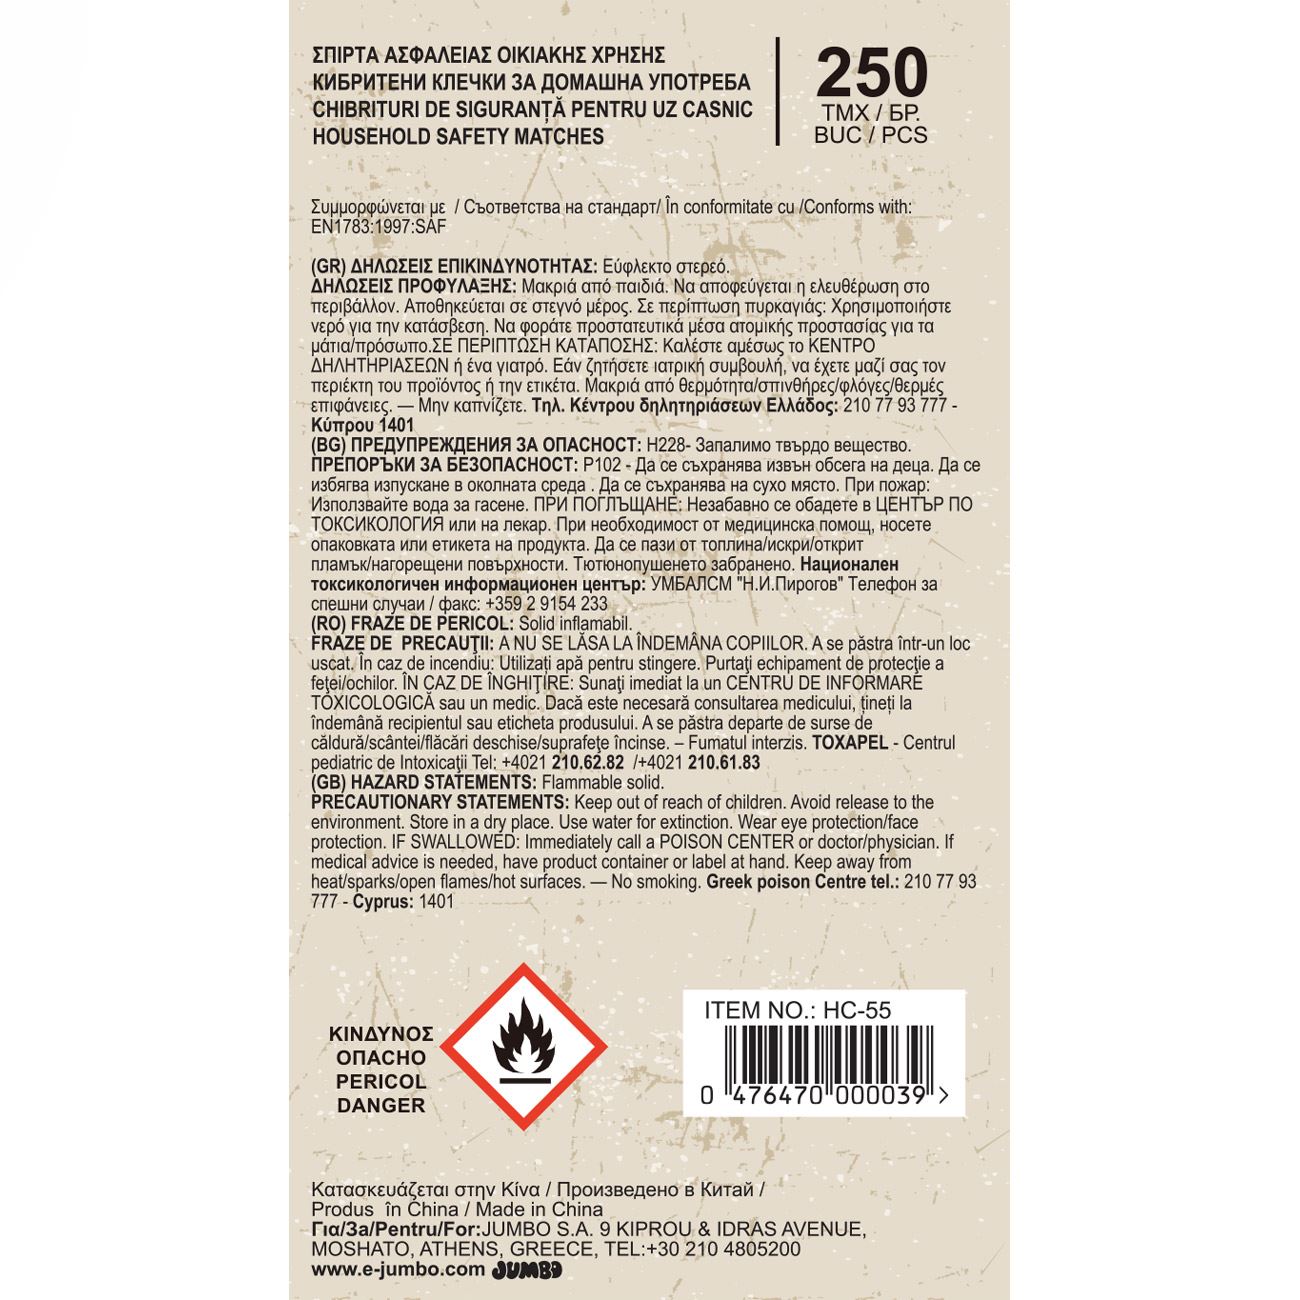 ΣΠΙΡΤΑ ΑΣΦΑΛΕΙΑΣ ΟΙΚΙΑΚΗΣ ΧΡΗΣΗΣ
КИБРИТЕНИ КЛЕЧКИ ЗА ДОМАШНА УПОТРЕБА
CHIBRITURI DE SIGURANȚĂ PENTRU UZ CASNIC
HOUSEHOLD SAFETY MATCHES
250
ΤΜΧ / БР.
BUC / PCS
Συμμορφώνεται με / Съответства на стандарт/ În conformitate cu /Conforms with:
EN1783:1997:SAF
(GR) ΔΗΛΩΣΕΙΣ ΕΠΙΚΙΝΔΥΝΟΤΗΤΑΣ: Εύφλεκτο στερεό.
ΔΗΛΩΣΕΙΣ ΠΡΟΦΥΛΑΞΗΣ: Μακριά από παιδιά. Να αποφεύγεται η ελευθέρωση στο
περιβάλλον. Αποθηκεύεται σε στεγνό μέρος. Σε περίπτωση πυρκαγιάς: Χρησιμοποιήστε
νερό για την κατάσβεση. Να φοράτε προστατευτικά μέσα ατομικής προστασίας για τα
μάτια/πρόσωπο.ΣΕ ΠΕΡΙΠΤΩΣΗ ΚΑΤΑΠΟΣΗΣ: Καλέστε αμέσως το ΚΕΝΤΡΟ
ΔΗΛΗΤΗΡΙΑΣΕΩΝ ή ένα γιατρό. Εάν ζητήσετε ιατρική συμβουλή, να έχετε μαζί σας τον
περιέκτη του προϊόντος ή την ετικέτα. Μακριά από θερμότητα/σπινθήρες/φλόγες/θερμές
επιφάνειες. — Μην καπνίζετε. Τηλ. Κέντρου δηλητηριάσεων Ελλάδος: 210 77 93 777 -
Κύπρου 1401
(BG) ПРЕДУПРЕЖДЕНИЯ ЗА ОПАСНОСТ: H228- Запалимо твърдо вещество.
ПРЕПОРЪКИ ЗА БЕЗОПАСНОСТ: P102 - Да се съхранява извън обсега на деца. Да се
избягва изпускане в околната среда . Да се съхранява на сухо място. При пожар:
Използвайте вода за гасене. ПРИ ПОГЛЪЩАНЕ: Незабавно се обадете в ЦЕНТЪР ПО
ТОКСИКОЛОГИЯ или на лекар. При необходимост от медицинска помощ, носете
опаковката или етикета на продукта. Да се пази от топлина/искри/открит
пламък/нагорещени повърхности. Тютюнопушенето забранено. Национален
токсикологичен информационен център: УМБАЛСМ "Н.И.Пирогов" Телефон за
спешни случаи / факс: +359 2 9154 233
(RO) FRAZE DE PERICOL: Solid inflamabil.
FRAZE DE PRECAUŢII: A NU SE LĂSA LA ÎNDEMÂNA COPIILOR. A se păstra într-un loc
uscat. În caz de incendiu: Utilizați apă pentru stingere. Purtați echipament de protecție a
feței/ochilor. ÎN CAZ DE ÎNGHIŢIRE: Sunaţi imediat la un CENTRU DE INFORMARE
TOXICOLOGICĂ sau un medic. Dacă este necesară consultarea medicului, țineți la
îndemână recipientul sau eticheta produsului. A se păstra departe de surse de
căldură/scântei/flăcări deschise/suprafeţe încinse. – Fumatul interzis. TOXAPEL - Centrul
pediatric de Intoxicaţii Tel: +4021 210.62.82 /+4021 210.61.83
(GB) HAZARD STATEMENTS: Flammable solid.
PRECAUTIONARY STATEMENTS: Keep out of reach of children. Avoid release to the
environment. Store in a dry place. Use water for extinction. Wear eye protection/face
protection. IF SWALLOWED: Immediately call a POISON CENTER or doctor/physician. If
medical advice is needed, have product container or label at hand. Keep away from
heat/sparks/open flames/hot surfaces. — No smoking. Greek poison Centre tel.: 210 77 93
777 - Cyprus: 1401
ΚΙΝΔΥΝΟΣ
ОПАСНО
PERICOL
DANGER
ITEM NO.: HC-55
0 476470 000039 >
Κατασκευάζεται στην Κίνα / Произведено в Китай /
Produs în China / Made in China
Για/За/Pentru/For:JUMBO S.A. 9 KIPROU & IDRAS AVENUE,
MOSHATO, ATHENS, GREECE, TEL:+30 210 4805200
www.e-jumbo.com JUMBO